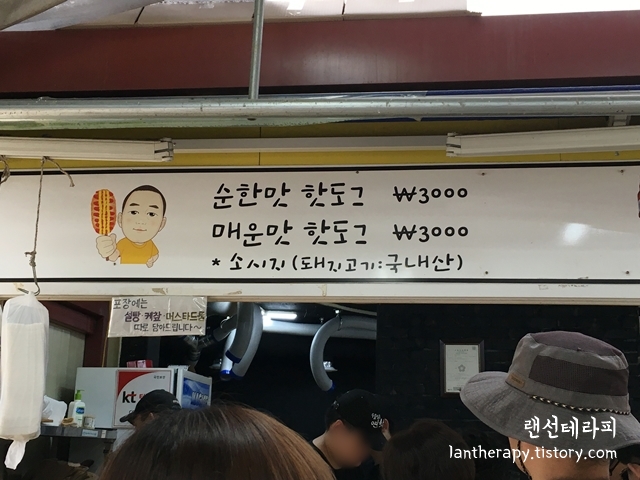 순한맛 핫도그 ₩3000
매운맛 핫도그 ₩3000
* 소시지(돼지고기:국내산)
포장에는
설탕 케찹 머스타드를
따로 담아드립니다~
kt
랜선테라피
lantherapy.tistory.com